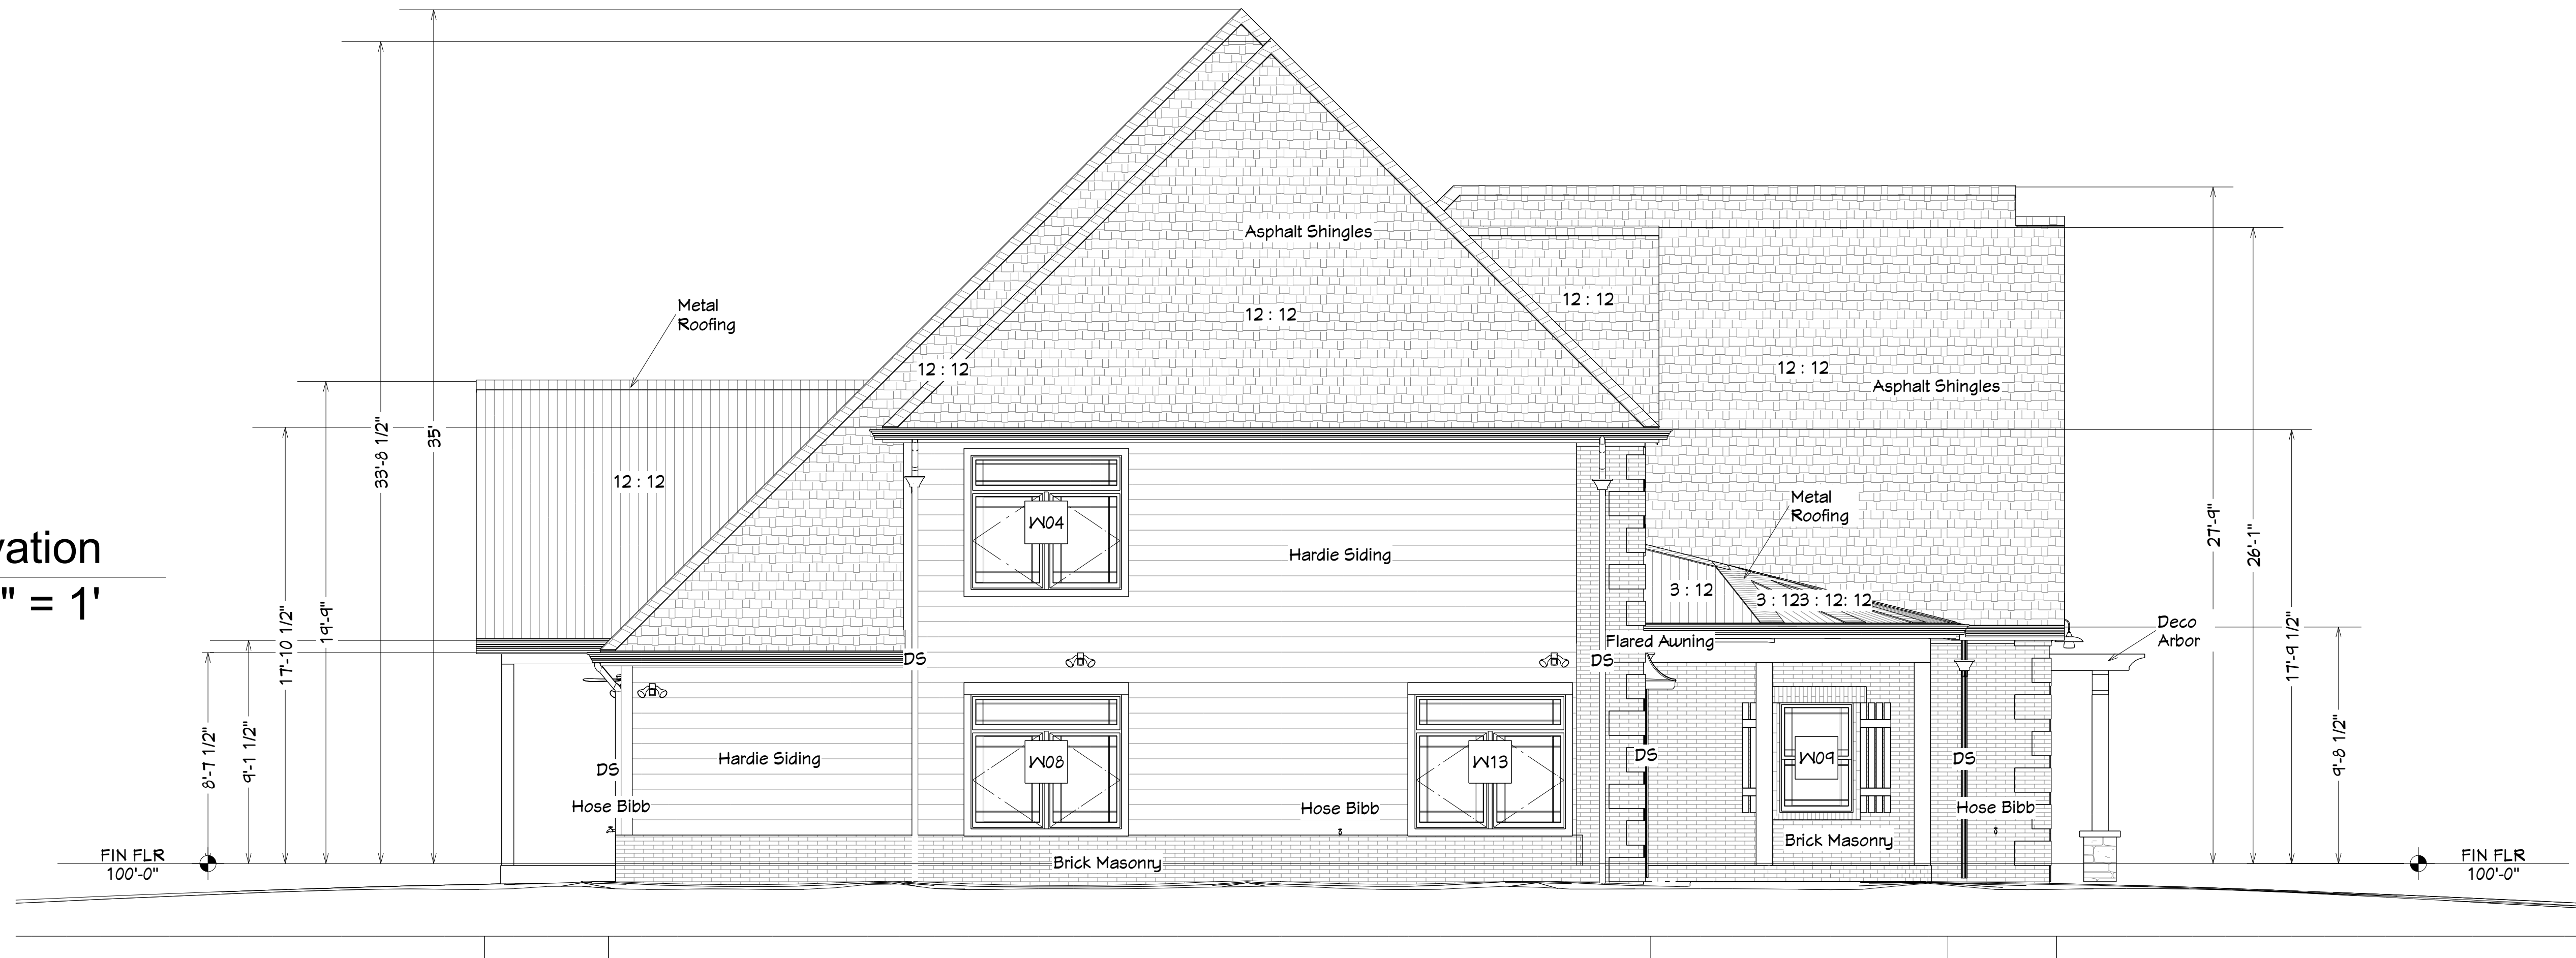 Asphalt Shingles
12 : 12
12 : 12
Metal
Roofing
12 : 12
12 : 12
Asphalt Shingles
12 : 12
35'
33'-8 1/2"
19'-9"
17'-10 1/2"
9'-1 1/2"
8'-7 1/2"
vation
" = 1'
W04
Hardie Siding
Metal
Roofing
3 : 12
3 : 123 : 12: 12
27'-9"
26'-1"
17'-9 1/2"
9'-8 1/2"
Flared Awning
Deco
Arbor
DS
DS
DS
DS
DS
Hardie Siding
W08
W13
W09
Hose Bibb
Hose Bibb
Hose Bibb
Brick Masonry
Brick Masonry
FIN FLR
100'-0"
FIN FLR
100'-0"